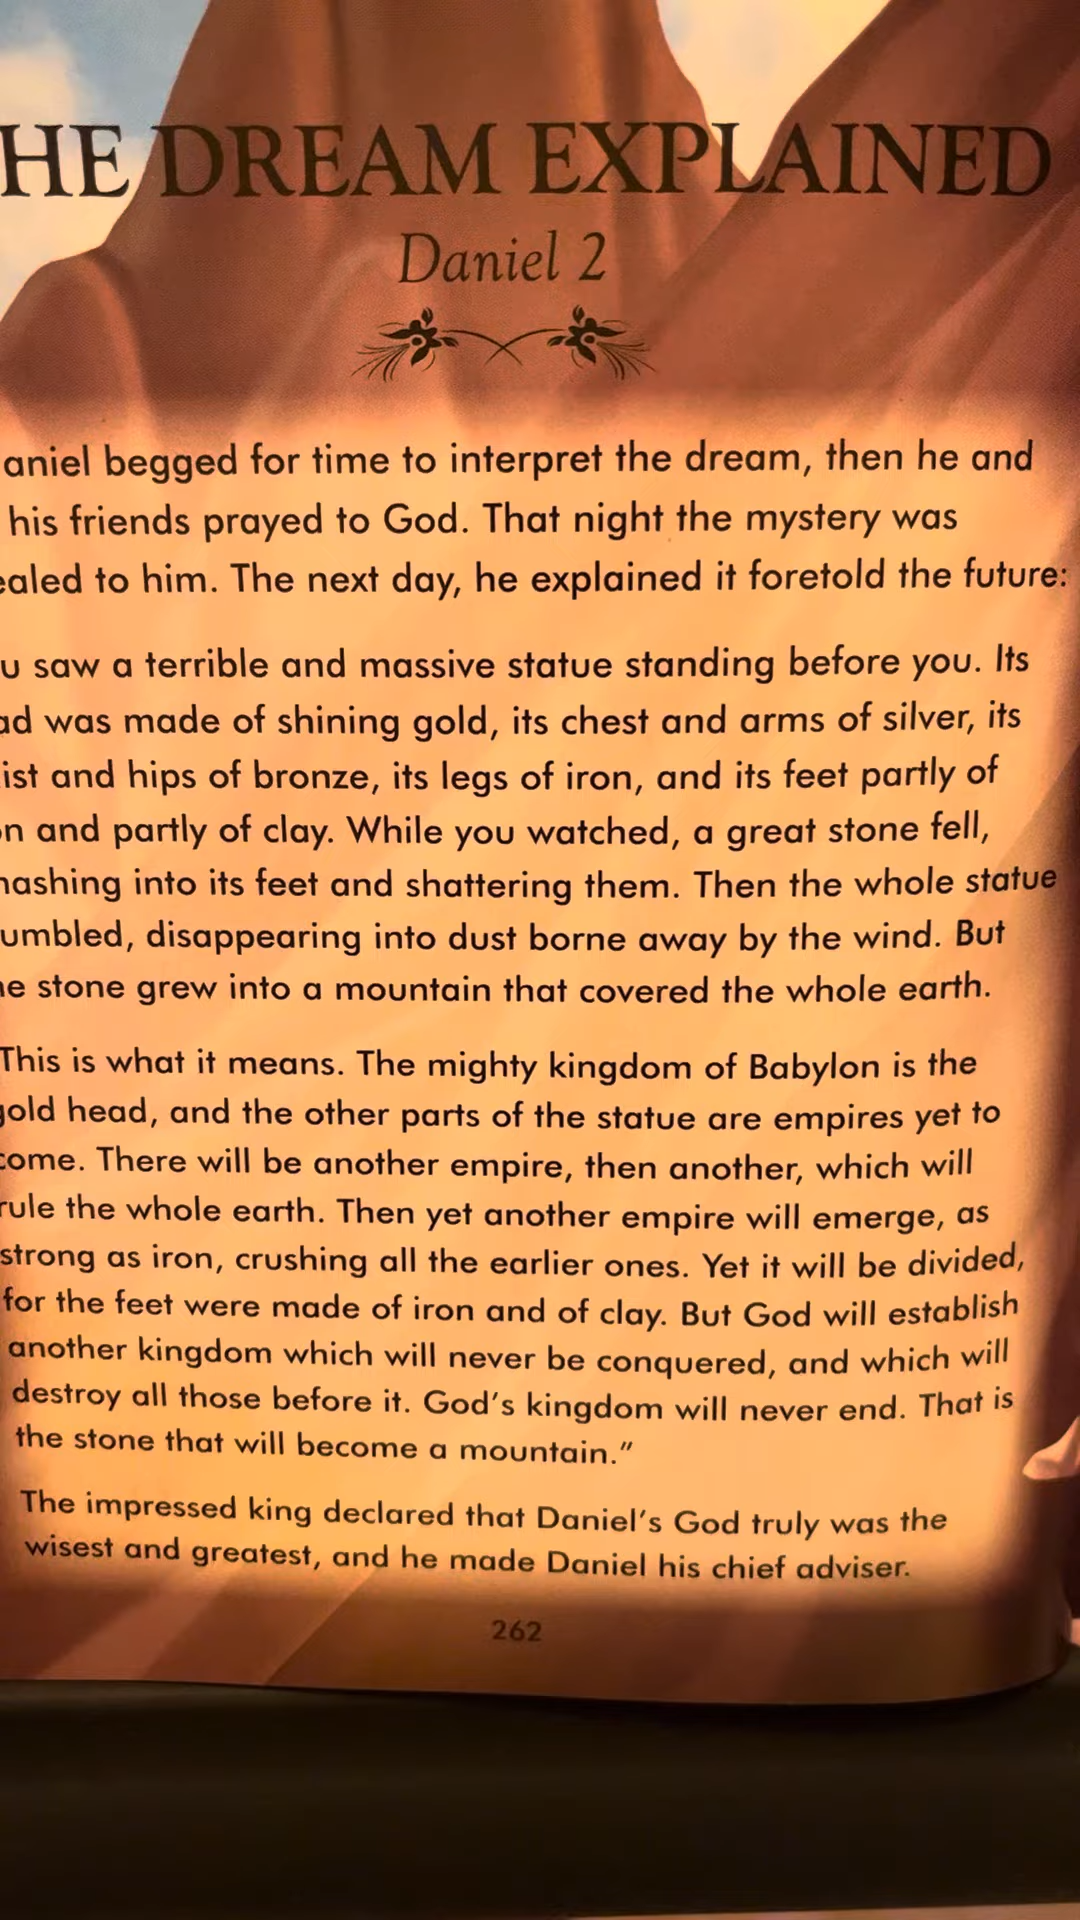 HE DREAM EXPLAINED
Daniel 2
aniel begged for time to interpret the dream, then he and
his friends prayed to God. That night the mystery was
ealed to him. The next day, he explained it foretold the future:
u saw a terrible and massive statue standing before you. Its
ad was made of shining gold, its chest and arms of silver, its
ist and hips of bronze, its legs of iron, and its feet partly of
n and partly of clay. While you watched, a great stone fell,
ashing into its feet and shattering them. Then the whole statue
umbled, disappearing into dust borne away by the wind. But
e stone grew into a mountain that covered the whole earth.
This is what it means. The mighty kingdom of Babylon is the
gold head, and the other parts of the statue are empires yet to
come. There will be another empire, then another, which will
rule the whole earth. Then yet another empire will emerge, as
strong as iron, crushing all the earlier ones. Yet it will be divided,
for the feet were made of iron and of clay. But God will establish
another kingdom which will never be conquered, and which will
destroy all those before it. God's kingdom will never end. That is
the stone that will become a mountain."
The impressed king declared that Daniel's God truly was the
wisest and greatest, and he made Daniel his chief adviser.
262